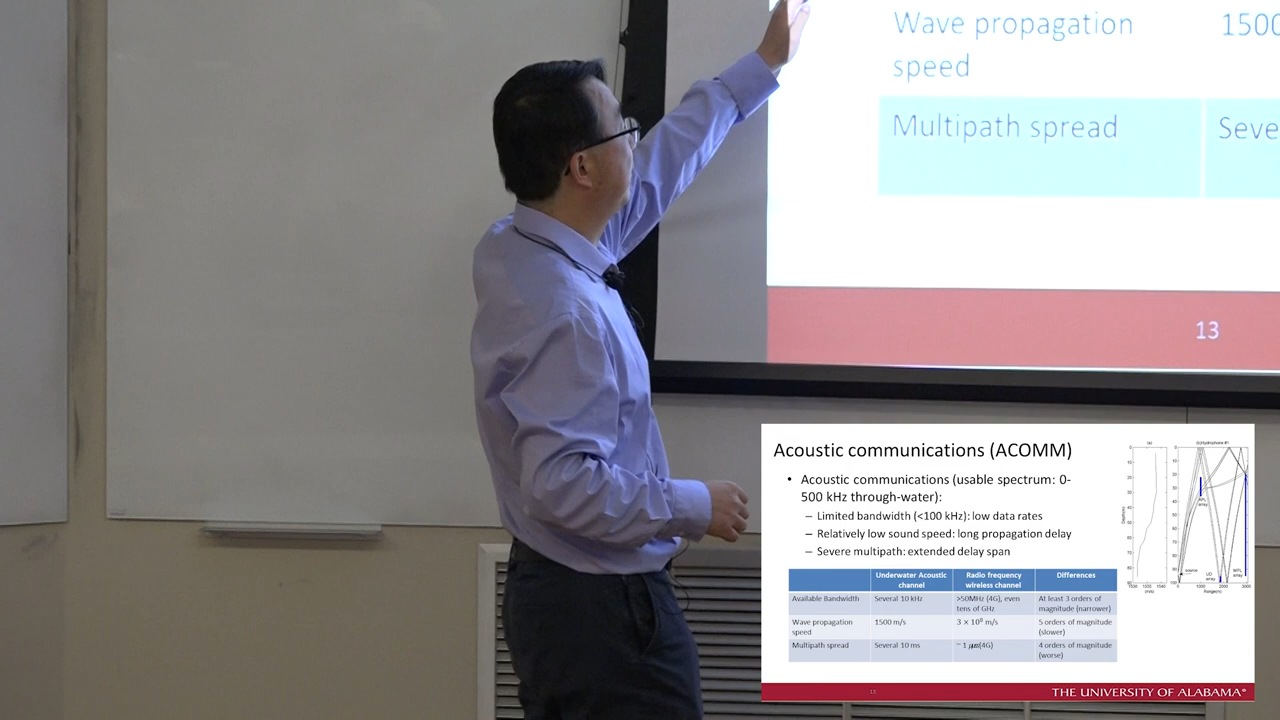 Wave propagation 1500
speed
Multipath spread Seve
13
Acoustic communications (ACOMM)
• Acoustic communications (usable spectrum: 0-
500 kHz through-water):
– Limited bandwidth (<100 kHz): low data rates
– Relatively low sound speed: long propagation delay
– Severe multipath: extended delay span
Underwater Acoustic channel Radio frequency wireless channel Differences
Available Bandwidth Several 10 kHz >50MHz (4G), even tens of GHz At least 3 orders of magnitude (narrower)
Wave propagation speed 1500 m/s 3 × 10⁸ m/s 5 orders of magnitude (slower)
Multipath spread Several 10 ms ~ 1 μs(4G) 4 orders of magnitude (worse)
source
13
THE UNIVERSITY OF ALABAMA®